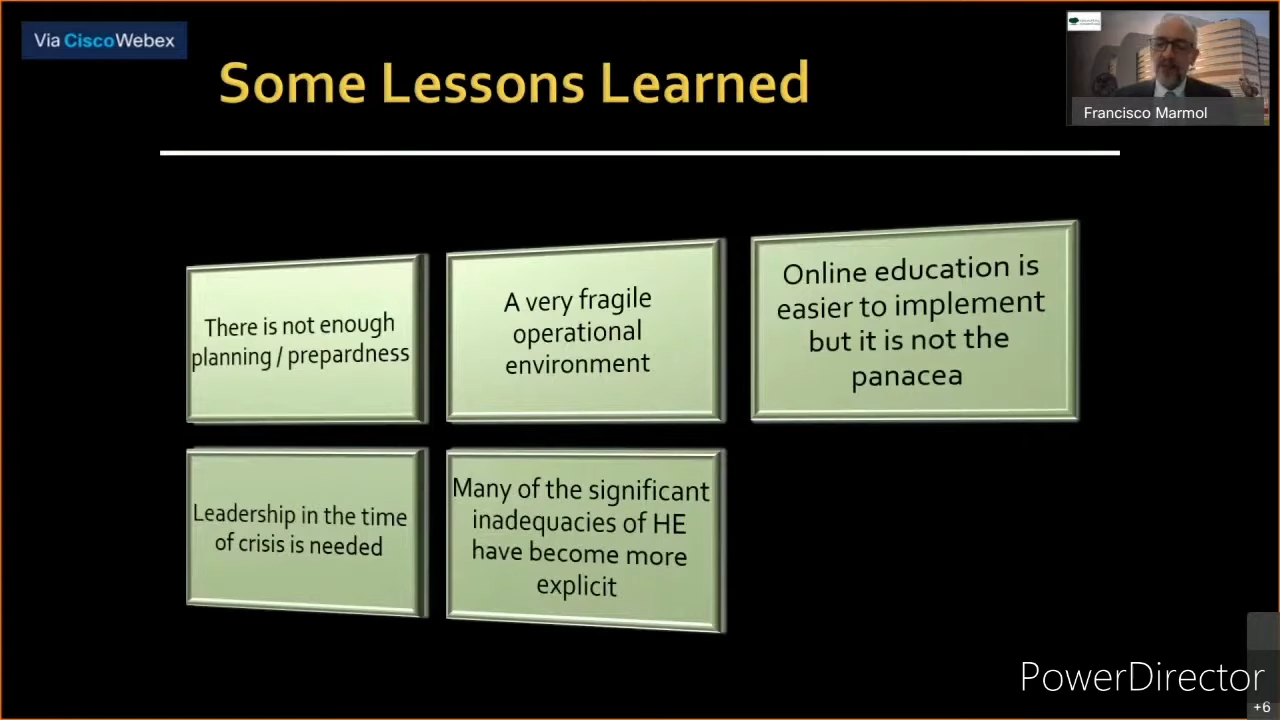 Via CiscoWebex
Some Lessons Learned
Francisco Marmol
There is not enough
planning / prepardness
A very fragile
operational
environment
Online education is
easier to implement
but it is not the
panacea
Leadership in the time
of crisis is needed
Many of the significant
inadequacies of HE
have become more
explicit
PowerDirector
+6